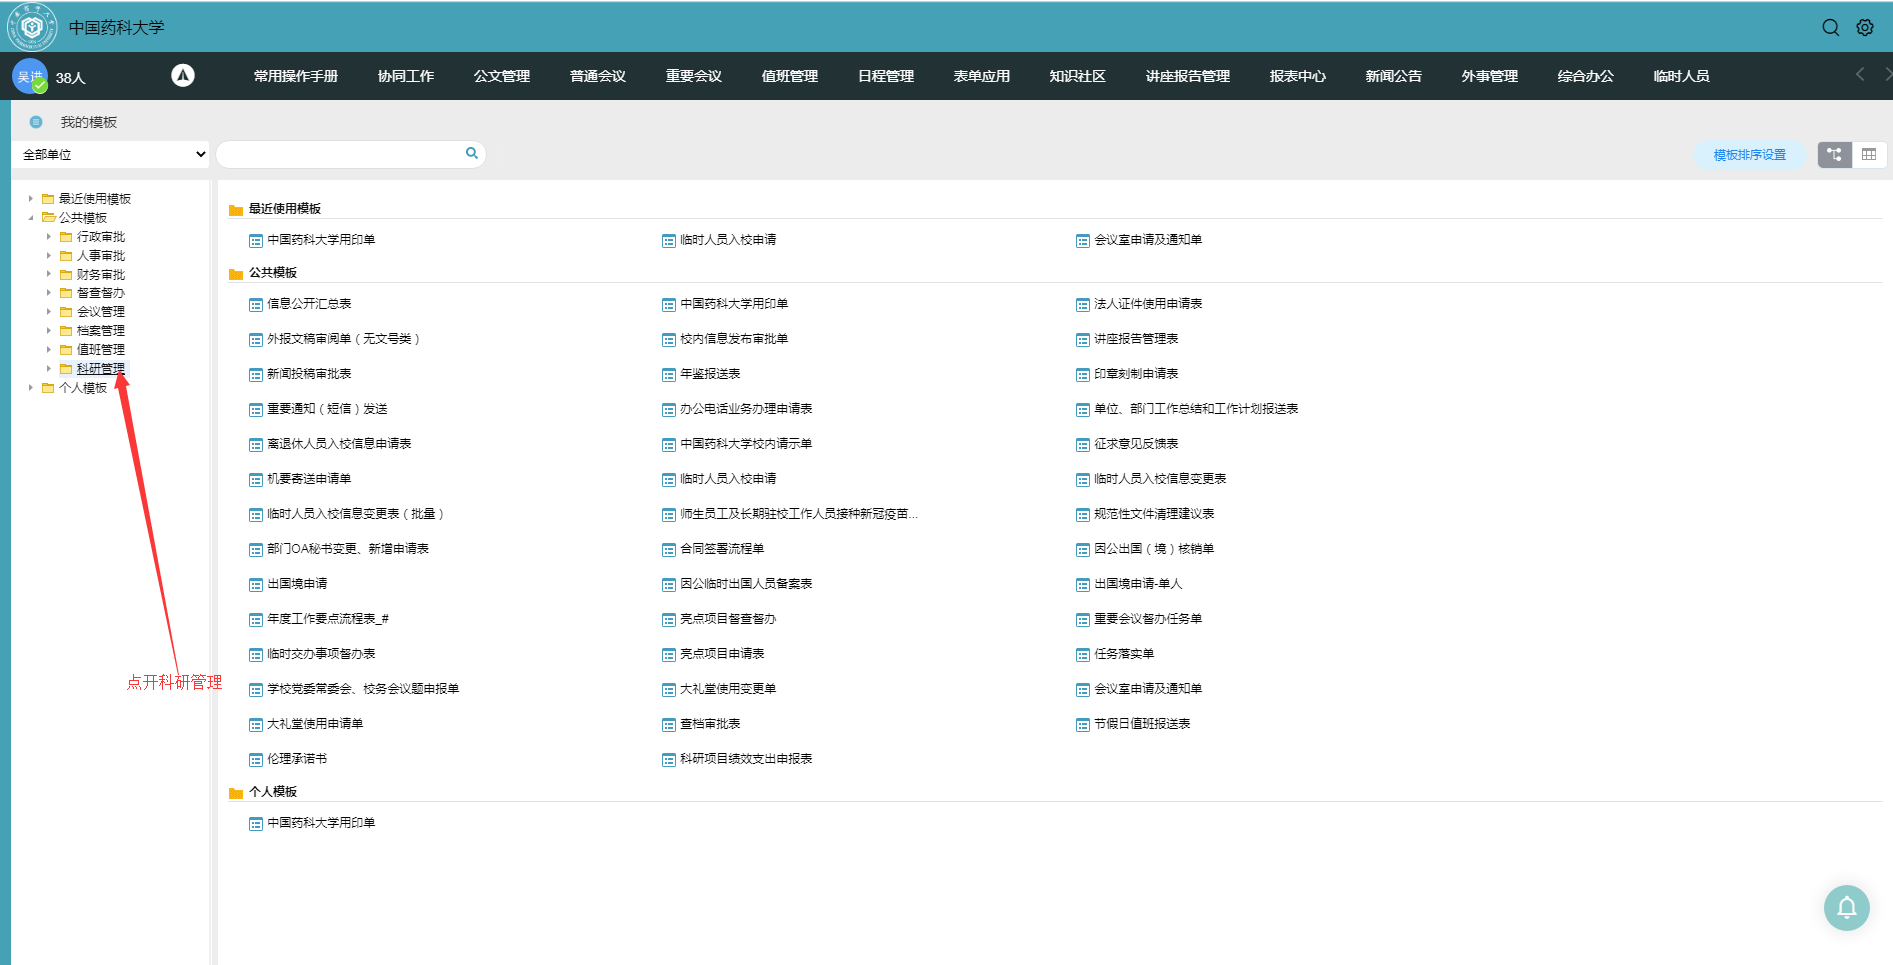 中国药科大学
吴进
38人
常用操作手册 协同工作 公文管理 普通会议 重要会议 值班管理 日程管理 表单应用 知识社区 讲座报告管理 报表中心 新闻公告 外事管理 综合办公 临时人员
我的模板
全部单位
模板排序设置
最近使用模板
公共模板
行政审批
人事审批
财务审批
督查督办
会议管理
档案管理
值班管理
科研管理
个人模板
点开科研管理
最近使用模板
中国药科大学用印单 临时人员入校申请 会议室申请及通知单
公共模板
信息公开汇总表 中国药科大学用印单 法人证件使用申请表
外报文稿审阅单（无文号类） 校内信息发布审批单 讲座报告管理表
新闻投稿审批表 年鉴报送表 印章刻制申请表
重要通知（短信）发送 办公电话业务办理申请表 单位、部门工作总结和工作计划报送表
离退休人员入校信息申请表 中国药科大学校内请示单 征求意见反馈表
机要寄送申请单 临时人员入校申请 临时人员入校信息变更表
临时人员入校信息变更表（批量） 师生员工及长期驻校工作人员接种新冠疫苗... 规范性文件清理建议表
部门OA秘书变更、新增申请表 合同签署流程单 因公出国（境）核销单
出国境申请 因公临时出国人员备案表 出国境申请-单人
年度工作要点流程表_# 亮点项目督查督办 重要会议督办任务单
临时交办事项督办表 亮点项目申请表 任务落实单
学校党委常委会、校务会议题申报单 大礼堂使用变更单 会议室申请及通知单
大礼堂使用申请单 查档审批表 节假日值班报送表
伦理承诺书 科研项目绩效支出申报表
个人模板
中国药科大学用印单